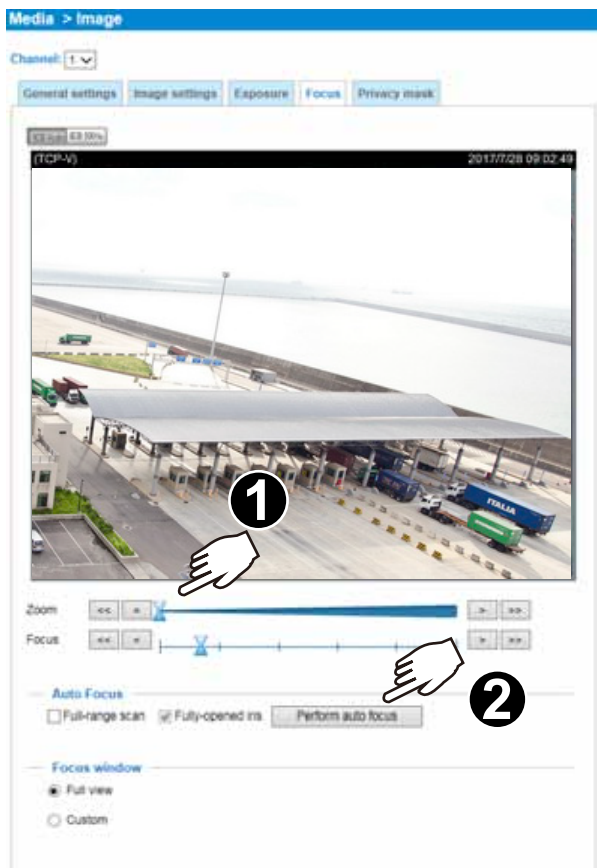 Media > Image
Channel: 1
General settings Image settings Exposure Focus Privacy mask
(TCP-V) 2017/7/28 09:02:49
ITALIA
1
Zoom << < > >>
Focus << < > >>
2
Auto Focus
Full-range scan Fully-opened iris Perform auto focus
Focus window
Full view
Custom